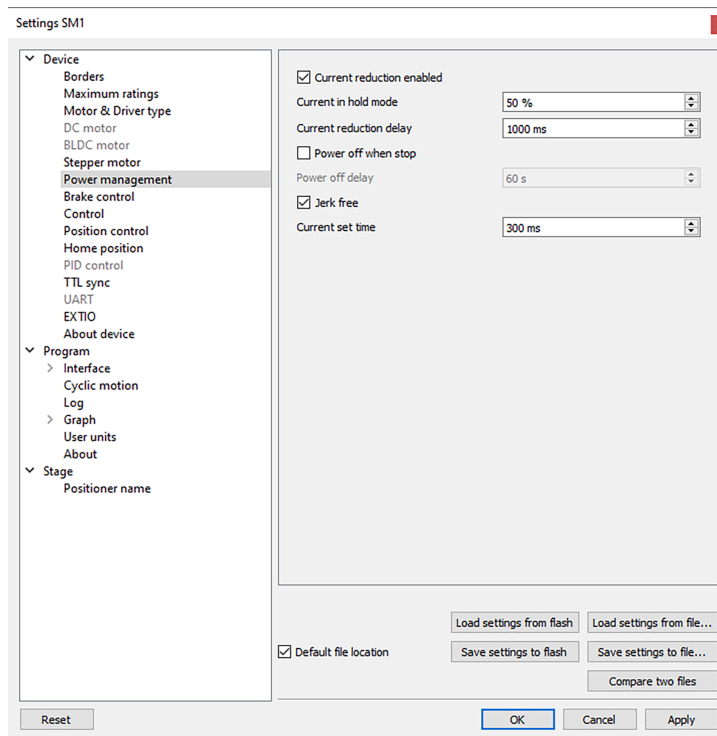 Settings SM1
Device
Borders
Maximum ratings
Motor & Driver type
DC motor
BLDC motor
Stepper motor
Power management
Brake control
Control
Position control
Home position
PID control
TTL sync
UART
EXTIO
About device
Program
Interface
Cyclic motion
Log
Graph
User units
About
Stage
Positioner name
Current reduction enabled
Current in hold mode 50 %
Current reduction delay 1000 ms
Power off when stop
Power off delay 60 s
Jerk free
Current set time 300 ms
Load settings from flash Load settings from file...
Default file location Save settings to flash Save settings to file...
Compare two files
Reset OK Cancel Apply